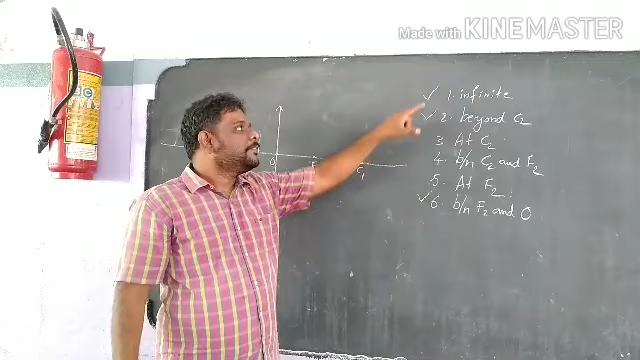 Made with KINEMASTER
✓ 1. infinite
✓ 2. beyond C₂
3. At C₂
4. b/n C₂ and F₂
5. At F₂
✓ 6. b/n F₂ and O
O
C₁